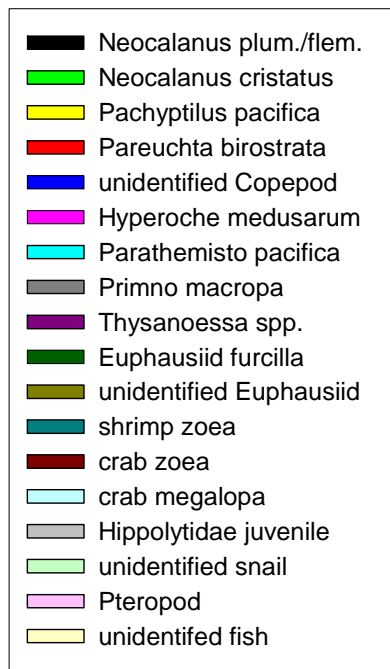 Neocalanus plum./flem.
Neocalanus cristatus
Pachyptilus pacifica
Pareuchta birostrata
unidentified Copepod
Hyperoche medusarum
Parathemisto pacifica
Primno macropa
Thysanoessa spp.
Euphausiid furcilla
unidentified Euphausiid
shrimp zoea
crab zoea
crab megalopa
Hippolytidae juvenile
unidentified snail
Pteropod
unidentifed fish